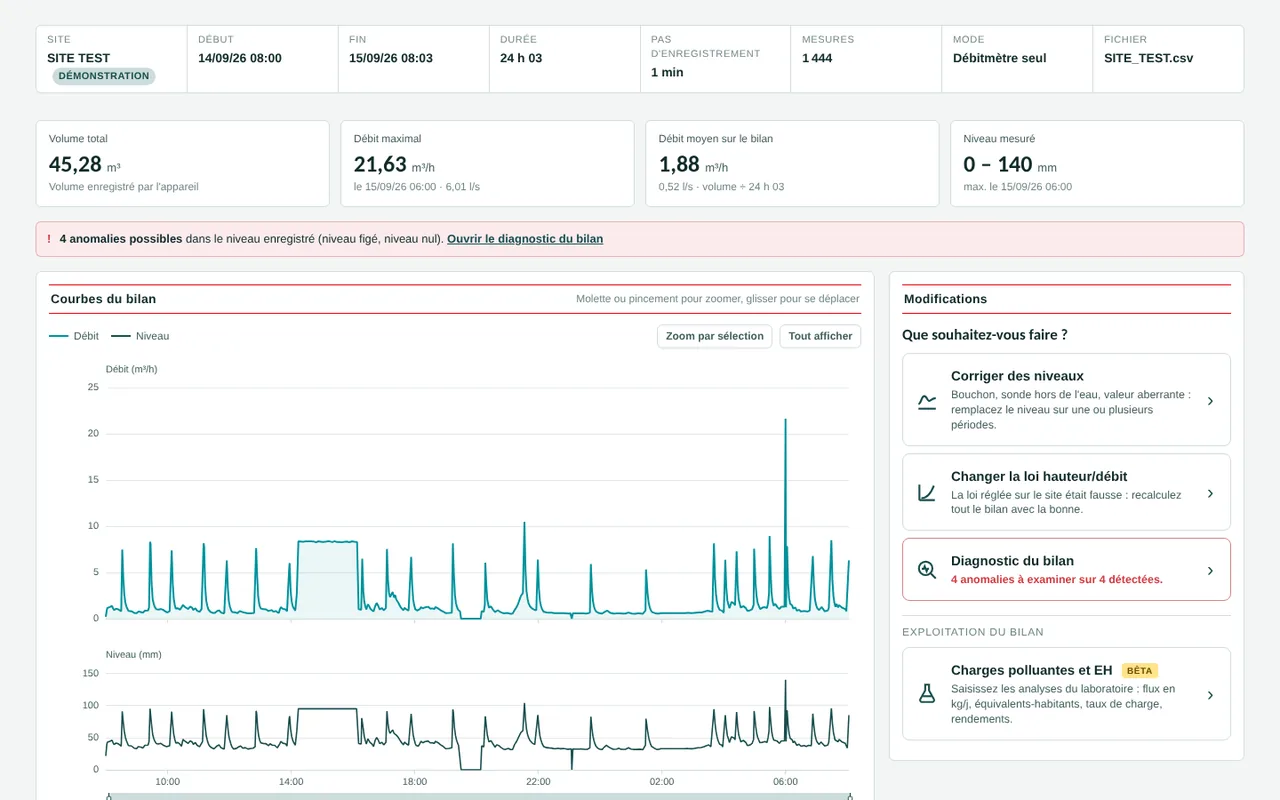 SITE
SITE TEST
DÉMONSTRATION
DÉBUT
14/09/26 08:00
FIN
15/09/26 08:03
DURÉE
24 h 03
PAS
D'ENREGISTREMENT
1 min
MESURES
1 444
MODE
Débitmètre seul
FICHIER
SITE_TEST.csv
Volume total
45,28 m³
Volume enregistré par l'appareil
Débit maximal
21,63 m³/h
le 15/09/26 06:00 · 6,01 l/s
Débit moyen sur le bilan
1,88 m³/h
0,52 l/s · volume ÷ 24 h 03
Niveau mesuré
0 – 140 mm
max. le 15/09/26 06:00
! 4 anomalies possibles dans le niveau enregistré (niveau figé, niveau nul). Ouvrir le diagnostic du bilan
Courbes du bilan
Molette ou pincement pour zoomer, glisser pour se déplacer
Débit
Niveau
Zoom par sélection
Tout afficher
Débit (m³/h)
25
20
15
10
5
0
Niveau (mm)
150
100
50
0
10:00
14:00
18:00
22:00
02:00
06:00
Modifications
Que souhaitez-vous faire ?
Corriger des niveaux
Bouchon, sonde hors de l'eau, valeur aberrante :
remplacez le niveau sur une ou plusieurs
périodes.
Changer la loi hauteur/débit
La loi réglée sur le site était fausse : recalculez
tout le bilan avec la bonne.
Diagnostic du bilan
4 anomalies à examiner sur 4 détectées.
EXPLOITATION DU BILAN
Charges polluantes et EH BÊTA
Saisissez les analyses du laboratoire : flux en
kg/j, équivalents-habitants, taux de charge,
rendements.